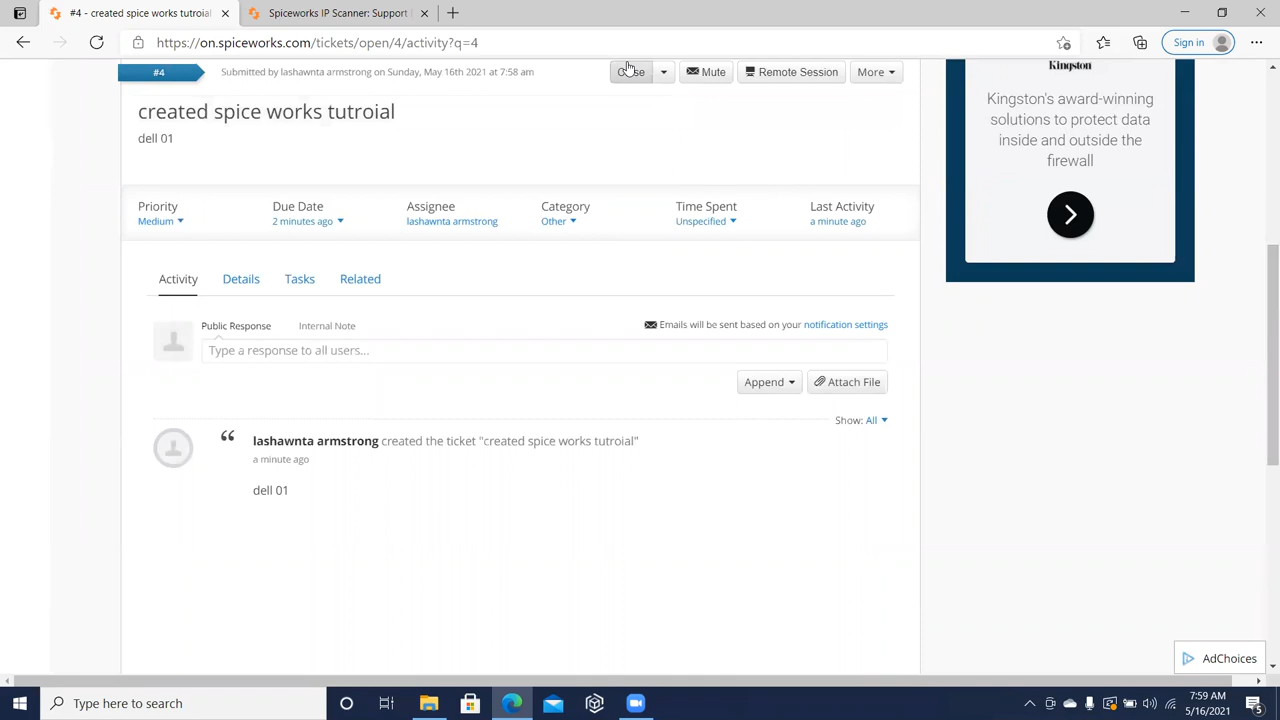 #4 - created spice works tutroial
Spiceworks IP Scanner: Support
https://on.spiceworks.com/tickets/open/4/activity?q=4
Sign in
#4
Submitted by lashawnta armstrong on Sunday, May 16th 2021 at 7:58 am
Mute
Remote Session
More
created spice works tutroial
dell 01
Priority
Due Date
Assignee
Category
Time Spent
Last Activity
Medium
2 minutes ago
lashawnta armstrong
Other
Unspecified
a minute ago
Activity
Details
Tasks
Related
Public Response
Internal Note
Emails will be sent based on your notification settings
Type a response to all users...
Append
Attach File
Show: All
lashawnta armstrong created the ticket "created spice works tutroial"
a minute ago
dell 01
Kingston's award-winning
solutions to protect data
inside and outside the
firewall
Kingston
AdChoices
Type here to search
7:59 AM
5/16/2021
5